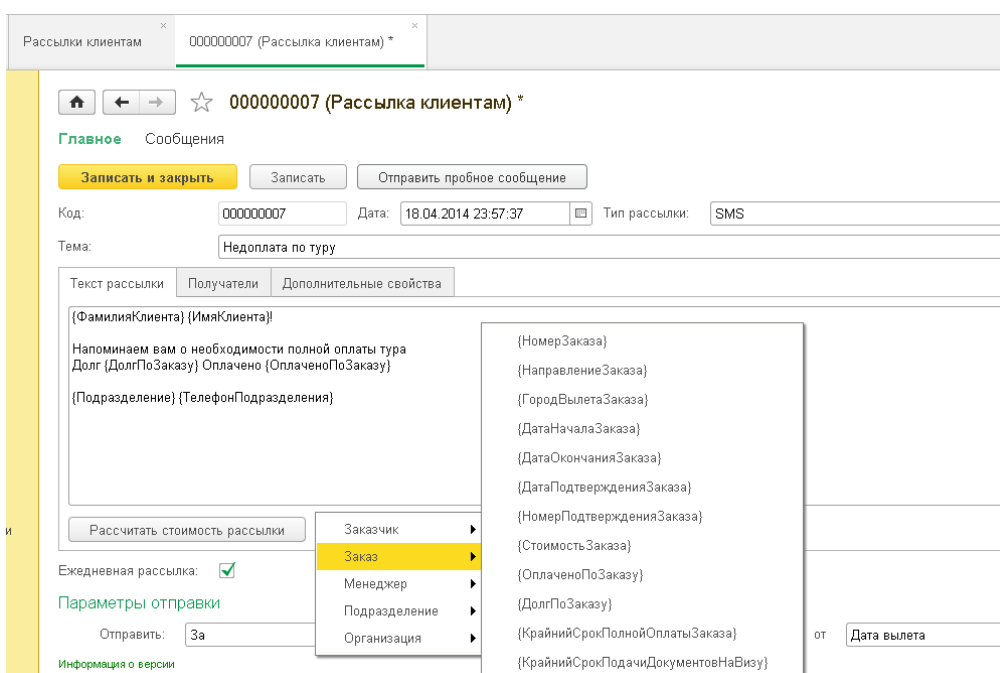 Рассылки клиентам
000000007 (Рассылка клиентам) *
000000007 (Рассылка клиентам) *
Главное Сообщения
Записать и закрыть Записать Отправить пробное сообщение
Код: 000000007 Дата: 18.04.2014 23:57:37 Тип рассылки: SMS
Тема: Недоплата по туру
Текст рассылки Получатели Дополнительные свойства
{ФамилияКлиента} {ИмяКлиента}!
Напоминаем вам о необходимости полной оплаты тура
Долг {ДолгПоЗаказу} Оплачено {ОплаченоПоЗаказу}
{Подразделение} {ТелефонПодразделения}
{НомерЗаказа}
{НаправлениеЗаказа}
{ГородВылетаЗаказа}
{ДатаНачалаЗаказа}
{ДатаОкончанияЗаказа}
{ДатаПодтвержденияЗаказа}
{НомерПодтвержденияЗаказа}
{СтоимостьЗаказа}
{ОплаченоПоЗаказу}
{ДолгПоЗаказу}
{КрайнийСрокПолнойОплатыЗаказа}
{КрайнийСрокПодачиДокументовНаВизу}
и
Рассчитать стоимость рассылки
Заказчик
Заказ
Менеджер
Подразделение
Организация
Ежедневная рассылка:
Параметры отправки
Отправить: За от Дата вылета
Информация о версии